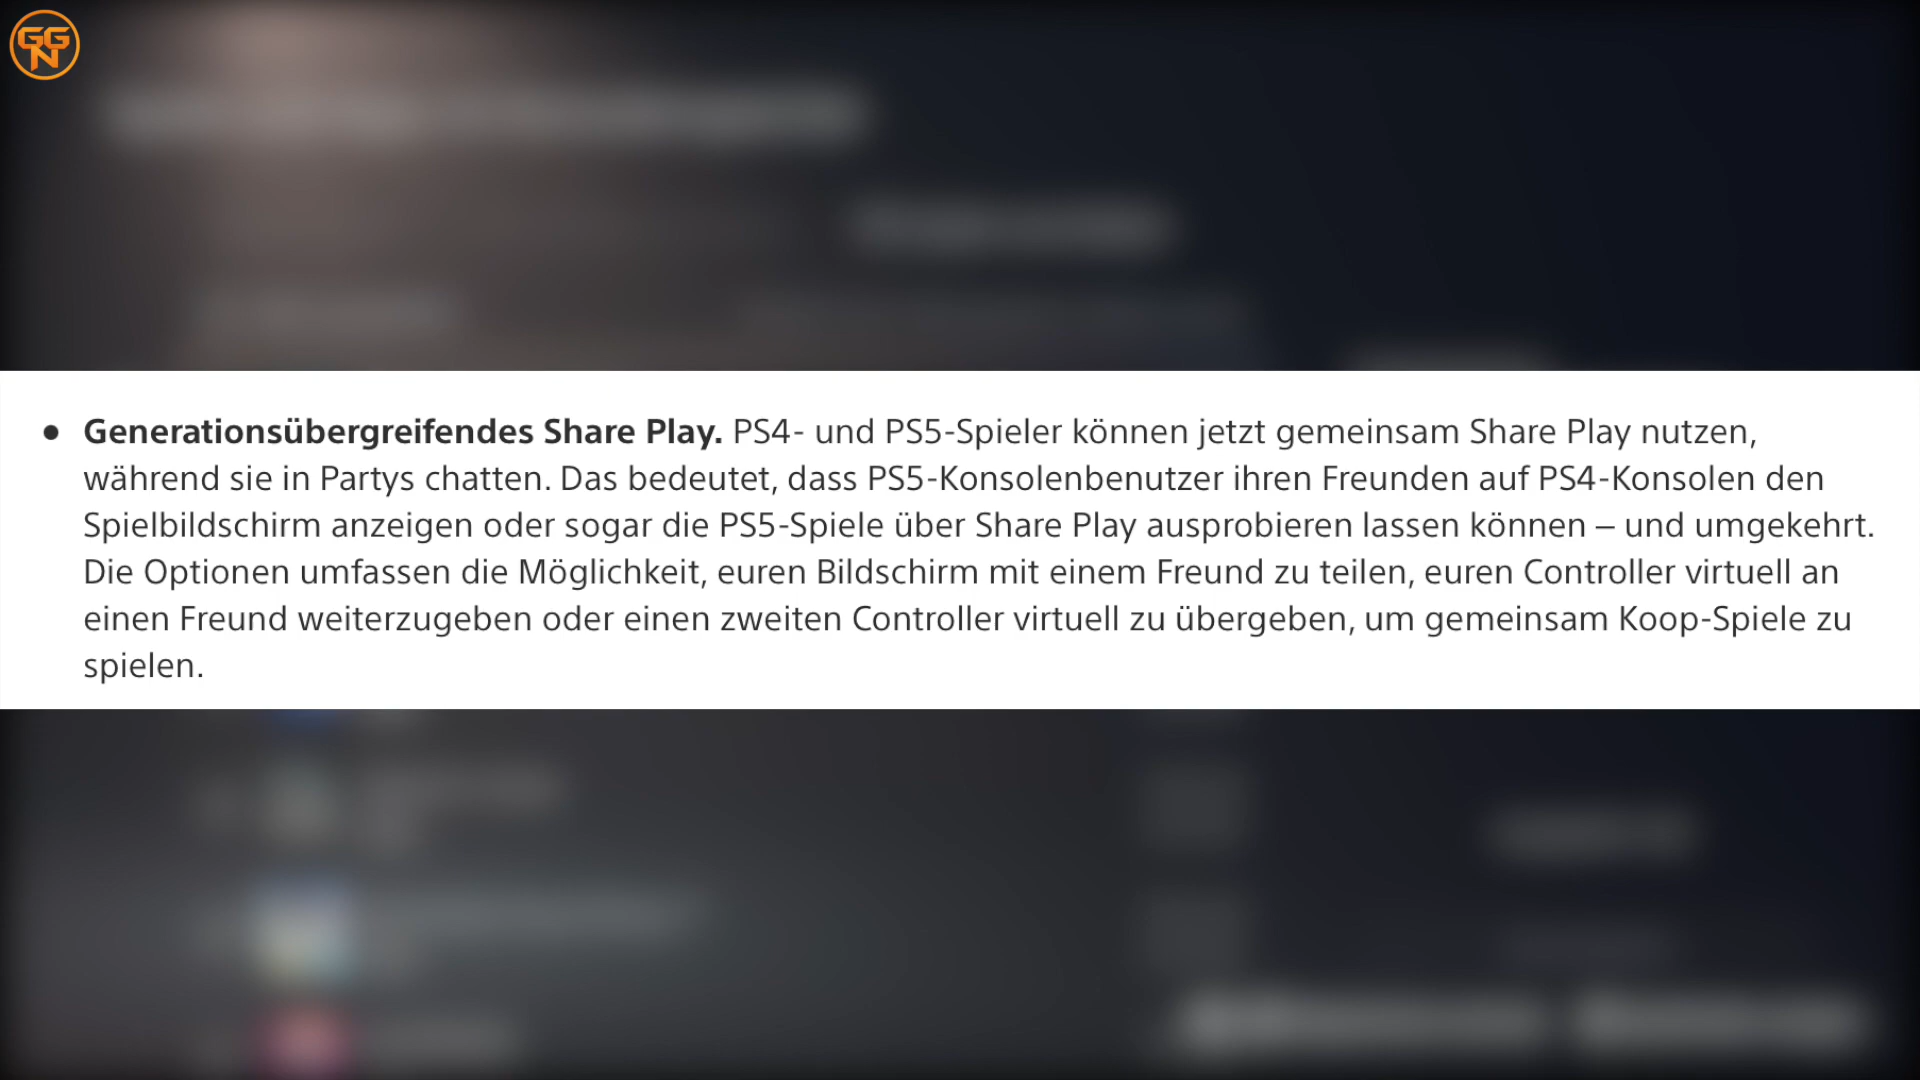 GGN
● Generationsübergreifendes Share Play. PS4- und PS5-Spieler können jetzt gemeinsam Share Play nutzen,
während sie in Partys chatten. Das bedeutet, dass PS5-Konsolenbenutzer ihren Freunden auf PS4-Konsolen den
Spielbildschirm anzeigen oder sogar die PS5-Spiele über Share Play ausprobieren lassen können – und umgekehrt.
Die Optionen umfassen die Möglichkeit, euren Bildschirm mit einem Freund zu teilen, euren Controller virtuell an
einen Freund weiterzugeben oder einen zweiten Controller virtuell zu übergeben, um gemeinsam Koop-Spiele zu
spielen.